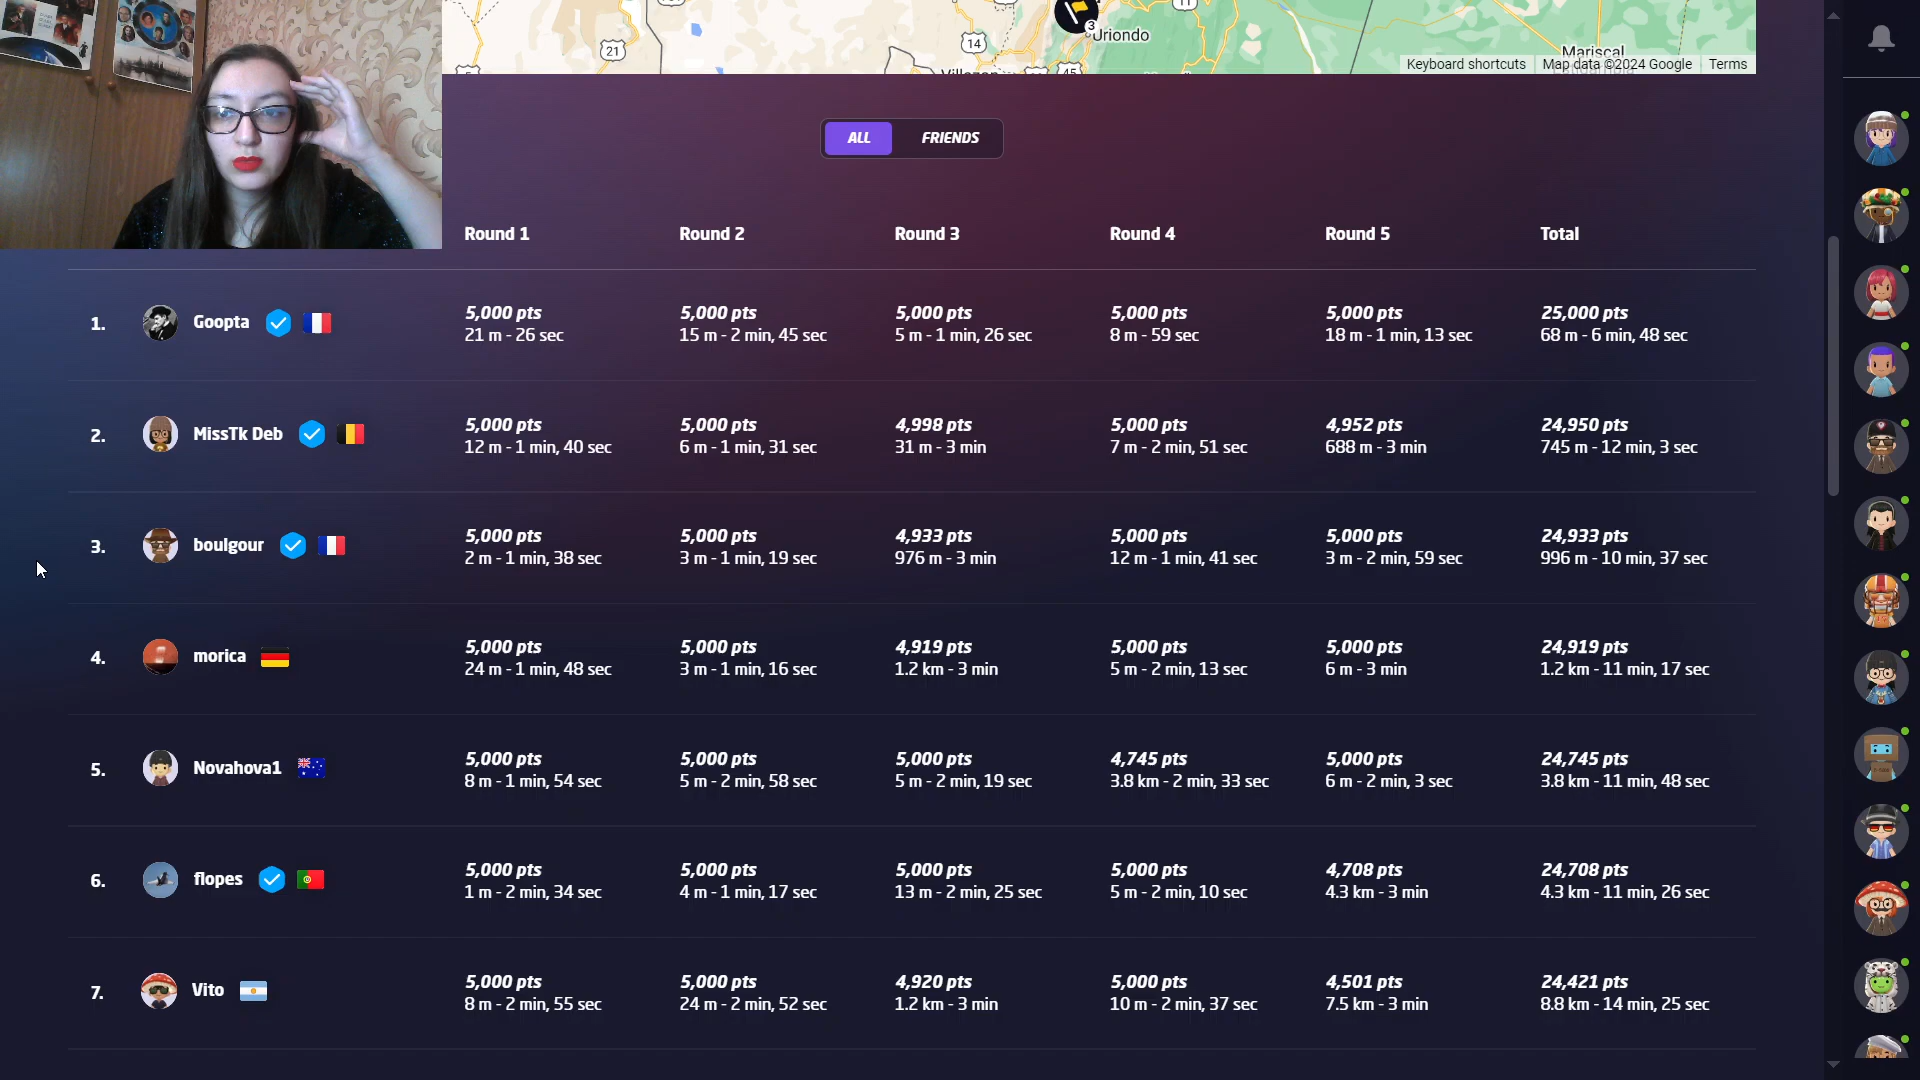 21
14
3
Uriondo
11
Mariscal
45
Keyboard shortcuts
Map data ©2024 Google
Terms
ALL
FRIENDS
Round 1
Round 2
Round 3
Round 4
Round 5
Total
1.
Goopta
5,000 pts
21 m - 26 sec
5,000 pts
15 m - 2 min, 45 sec
5,000 pts
5 m - 1 min, 26 sec
5,000 pts
8 m - 59 sec
5,000 pts
18 m - 1 min, 13 sec
25,000 pts
68 m - 6 min, 48 sec
2.
MissTk Deb
5,000 pts
12 m - 1 min, 40 sec
5,000 pts
6 m - 1 min, 31 sec
4,998 pts
31 m - 3 min
5,000 pts
7 m - 2 min, 51 sec
4,952 pts
688 m - 3 min
24,950 pts
745 m - 12 min, 3 sec
3.
boulgour
5,000 pts
2 m - 1 min, 38 sec
5,000 pts
3 m - 1 min, 19 sec
4,933 pts
976 m - 3 min
5,000 pts
12 m - 1 min, 41 sec
5,000 pts
3 m - 2 min, 59 sec
24,933 pts
996 m - 10 min, 37 sec
4.
morica
5,000 pts
24 m - 1 min, 48 sec
5,000 pts
3 m - 1 min, 16 sec
4,919 pts
1.2 km - 3 min
5,000 pts
5 m - 2 min, 13 sec
5,000 pts
6 m - 3 min
24,919 pts
1.2 km - 11 min, 17 sec
5.
Novahova1
5,000 pts
8 m - 1 min, 54 sec
5,000 pts
5 m - 2 min, 58 sec
5,000 pts
5 m - 2 min, 19 sec
4,745 pts
3.8 km - 2 min, 33 sec
5,000 pts
6 m - 2 min, 3 sec
24,745 pts
3.8 km - 11 min, 48 sec
6.
flopes
5,000 pts
1 m - 2 min, 34 sec
5,000 pts
4 m - 1 min, 17 sec
5,000 pts
13 m - 2 min, 25 sec
5,000 pts
5 m - 2 min, 10 sec
4,708 pts
4.3 km - 3 min
24,708 pts
4.3 km - 11 min, 26 sec
7.
Vito
5,000 pts
8 m - 2 min, 55 sec
5,000 pts
24 m - 2 min, 52 sec
4,920 pts
1.2 km - 3 min
5,000 pts
10 m - 2 min, 37 sec
4,501 pts
7.5 km - 3 min
24,421 pts
8.8 km - 14 min, 25 sec